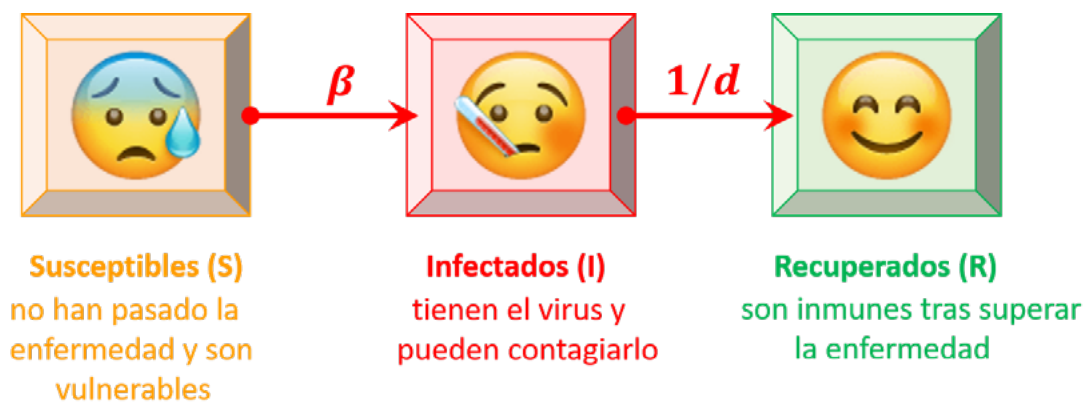 β
1/d
Susceptibles (S)
no han pasado la
enfermedad y son
vulnerables
Infectados (I)
tienen el virus y
pueden contagiarlo
Recuperados (R)
son inmunes tras superar
la enfermedad